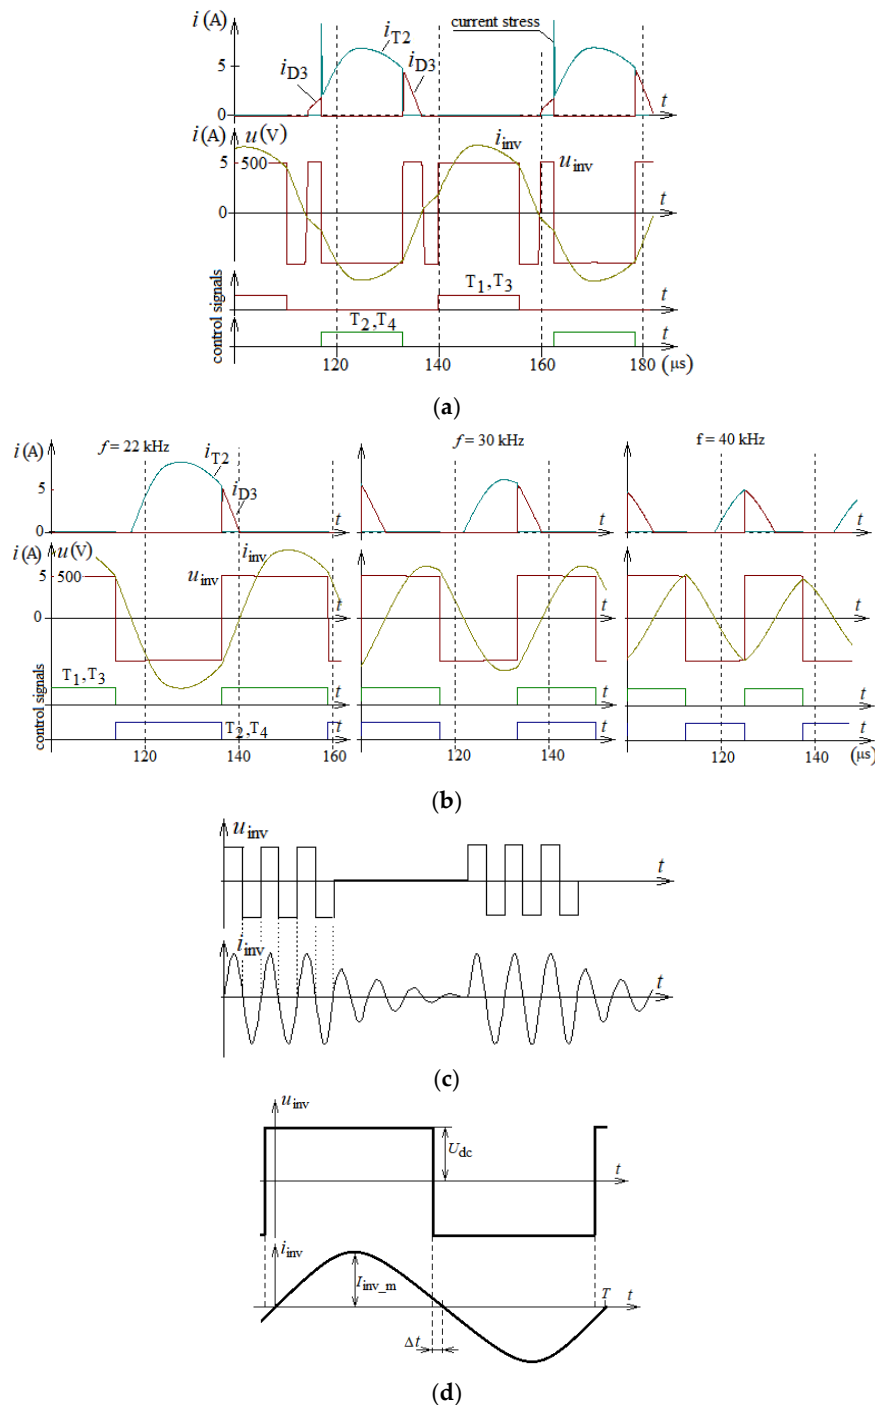 i (A)
iT2
current stress
iD3
iD3
5
0
t
i (A) u (V)
iinv
5 500
uinv
0
t
control signals
T1,T3
t
T2,T4
t
120 140 160 180 (μs)
(a)
f = 22 kHz f = 30 kHz f = 40 kHz
i (A)
iT2
5
iD3
0
t t t
i (A) u (V)
iinv
5 500
uinv
0
t t t
control signals
T1,T3
t t t
T2,T4
t t t
120 140 160 120 140 120 140 (μs)
(b)
uinv
t
iinv
t
(c)
uinv
Udc
t
iinv
Iinv_m
T t
Δt
(d)